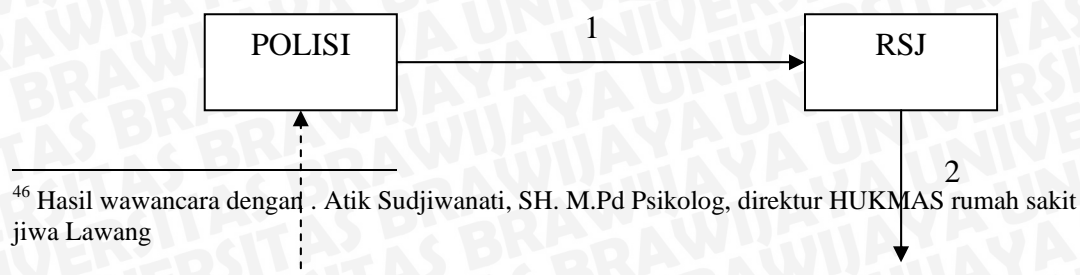 POLISI
1
RSJ
2
46 Hasil wawancara dengan . Atik Sudjiwanati, SH. M.Pd Psikolog, direktur HUKMAS rumah sakit
jiwa Lawang